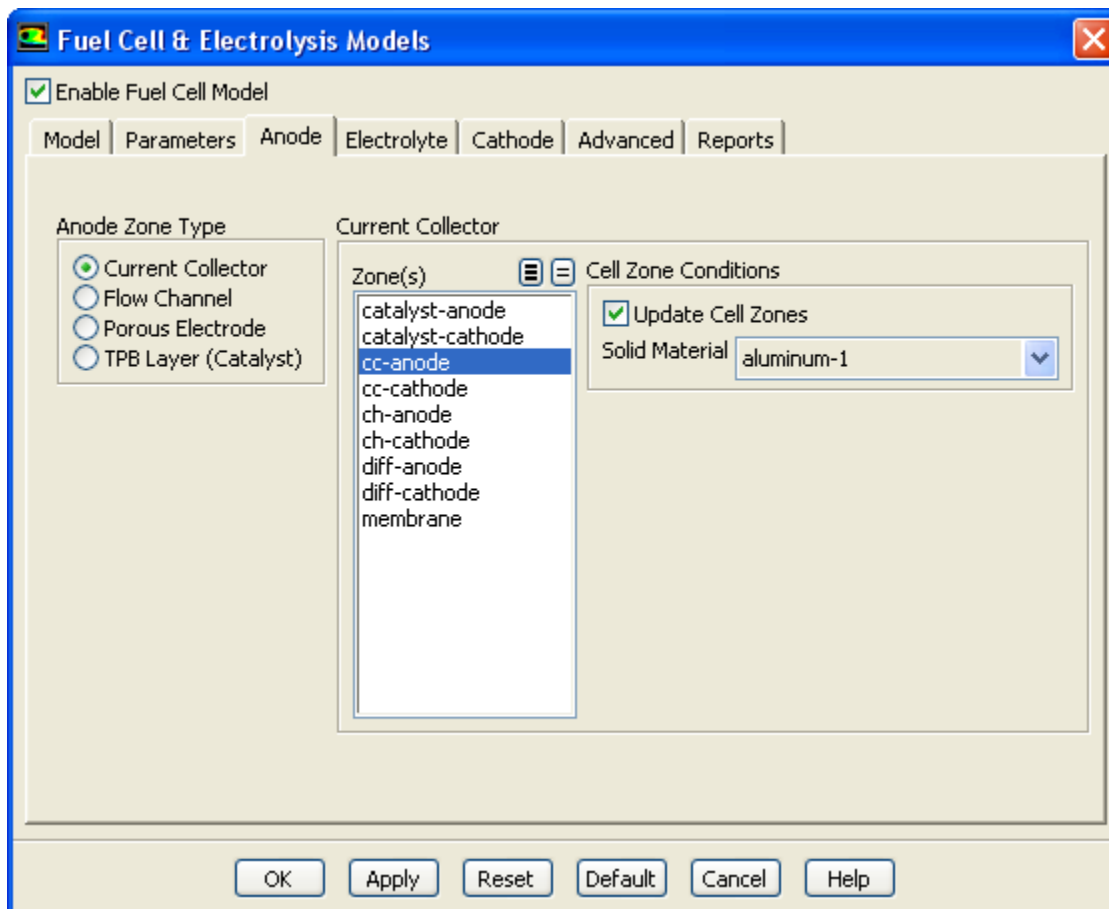 Fuel Cell & Electrolysis Models
Enable Fuel Cell Model
Model Parameters Anode Electrolyte Cathode Advanced Reports
Anode Zone Type
Current Collector
Flow Channel
Porous Electrode
TPB Layer (Catalyst)
Current Collector
Zone(s)
catalyst-anode
catalyst-cathode
cc-anode
cc-cathode
ch-anode
ch-cathode
diff-anode
diff-cathode
membrane
Cell Zone Conditions
Update Cell Zones
Solid Material aluminum-1
OK Apply Reset Default Cancel Help